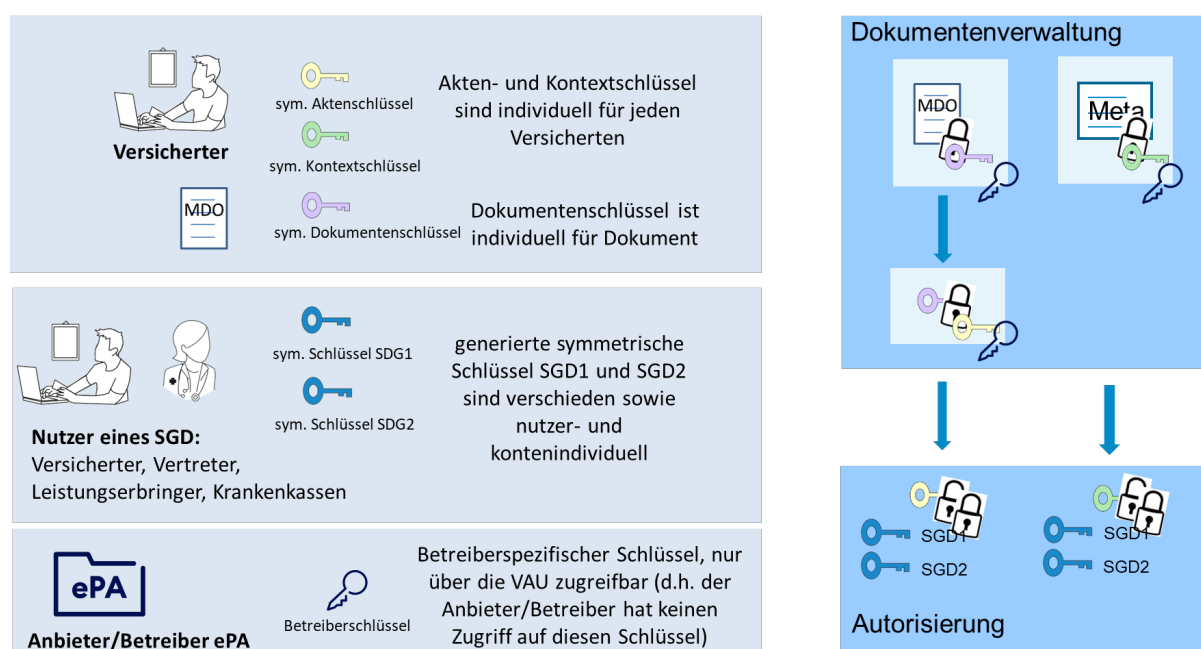 sym. Aktenschlüssel
sym. Kontextschlüssel
Versicherter
Akten- und Kontextschlüssel
sind individuell für jeden
Versicherten
MDO
sym. Dokumentenschlüssel
Dokumentenschlüssel ist
individuell für Dokument
sym. Schlüssel SDG1
sym. Schlüssel SDG2
generierte symmetrische
Schlüssel SGD1 und SGD2
sind verschieden sowie
nutzer- und
kontenindividuell
Nutzer eines SGD:
Versicherter, Vertreter,
Leistungserbringer, Krankenkassen
ePA
Anbieter/Betreiber ePA
Betreiberschlüssel
Betreiberspezifischer Schlüssel, nur
über die VAU zugreifbar (d.h. der
Anbieter/Betreiber hat keinen
Zugriff auf diesen Schlüssel)
Dokumentenverwaltung
MDO
Meta
SGD1
SGD2
SGD1
SGD2
Autorisierung